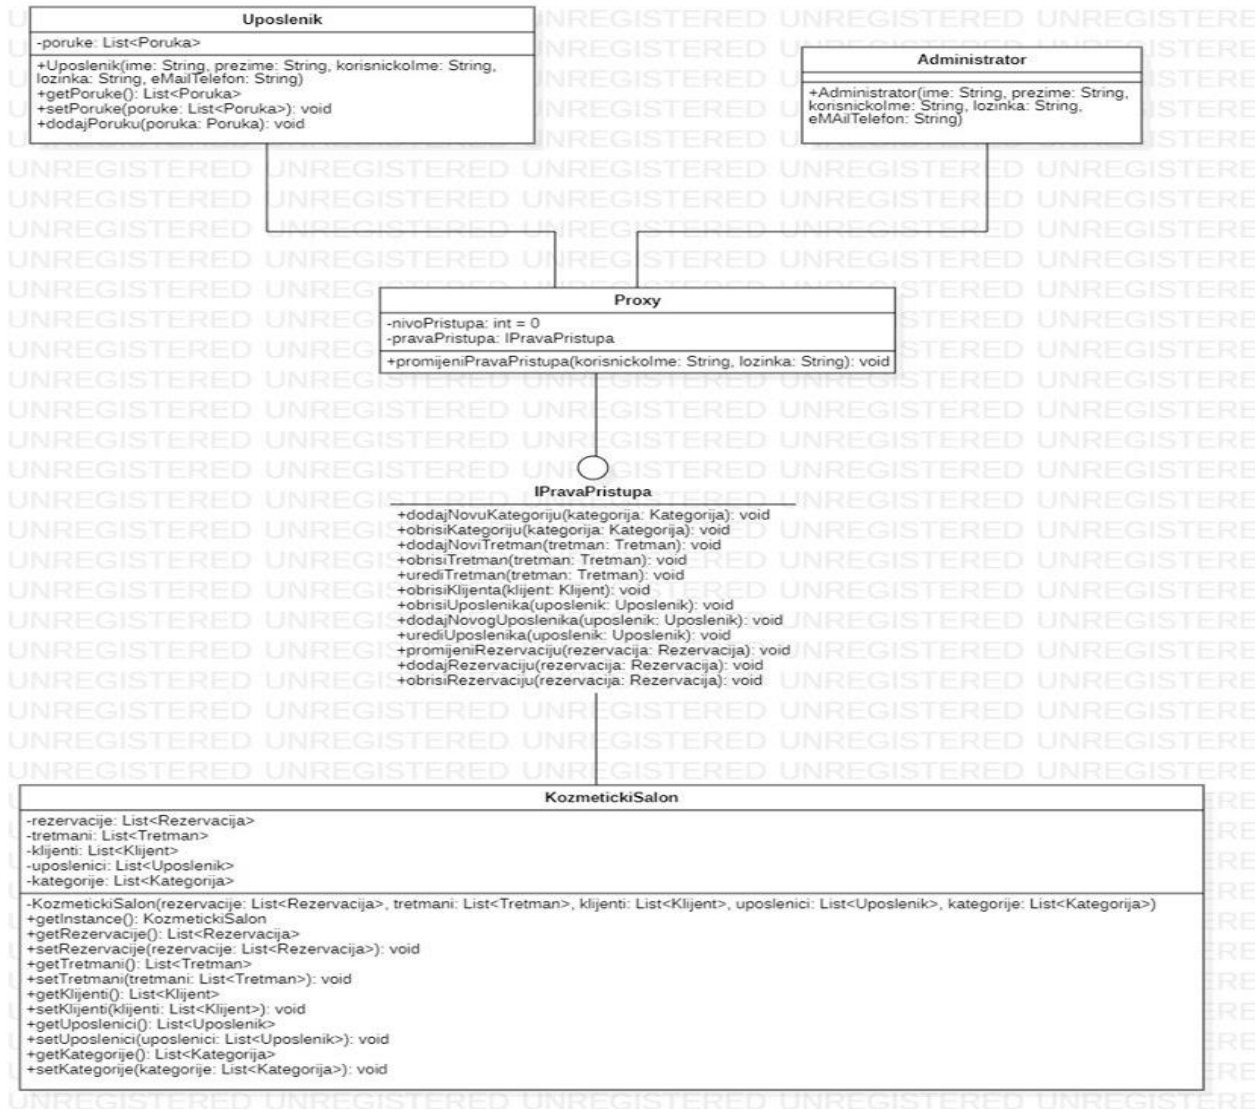 Uposlenik
-poruke: List<Poruka>
+Uposlenik(ime: String, prezime: String, korisnickoIme: String,
lozinka: String, eMailTelefon: String)
+getPoruke(): List<Poruka>
+setPoruke(poruke: List<Poruka>): void
+dodajPoruku(poruka: Poruka): void
Administrator
+Administrator(ime: String, prezime: String,
korisnickoIme: String, lozinka: String,
eMAilTelefon: String)
Proxy
-nivoPristupa: int = 0
-pravaPristupa: IPravaPristupa
+promijeniPravaPristupa(korisnickoIme: String, lozinka: String): void
IPravaPristupa
+dodajNovuKategoriju(kategorija: Kategorija): void
+obrisiKategoriju(kategorija: Kategorija): void
+dodajNoviTretman(tretman: Tretman): void
+obrisiTretman(tretman: Tretman): void
+urediTretman(tretman: Tretman): void
+obrisiKlijenta(klijent: Klijent): void
+obrisiUposlenika(uposlenik: Uposlenik): void
+dodajNovogUposlenika(uposlenik: Uposlenik): void
+urediUposlenika(uposlenik: Uposlenik): void
+promijeniRezervaciju(rezervacija: Rezervacija): void
+dodajRezervaciju(rezervacija: Rezervacija): void
+obrisiRezervaciju(rezervacija: Rezervacija): void
KozmetickiSalon
-rezervacije: List<Rezervacija>
-tretmani: List<Tretman>
-klijenti: List<Klijent>
-uposlenici: List<Uposlenik>
-kategorije: List<Kategorija>
-KozmetickiSalon(rezervacije: List<Rezervacija>, tretmani: List<Tretman>, klijenti: List<Klijent>, uposlenici: List<Uposlenik>, kategorije: List<Kategorija>)
+getInstance(): KozmetickiSalon
+getRezervacije(): List<Rezervacija>
+setRezervacije(rezervacije: List<Rezervacija>): void
+getTretmani(): List<Tretman>
+setTretmani(tretmani: List<Tretman>): void
+getKlijenti(): List<Klijent>
+setKlijenti(klijenti: List<Klijent>): void
+getUposlenici(): List<Uposlenik>
+setUposlenici(uposlenici: List<Uposlenik>): void
+getKategorije(): List<Kategorija>
+setKategorije(kategorije: List<Kategorija>): void